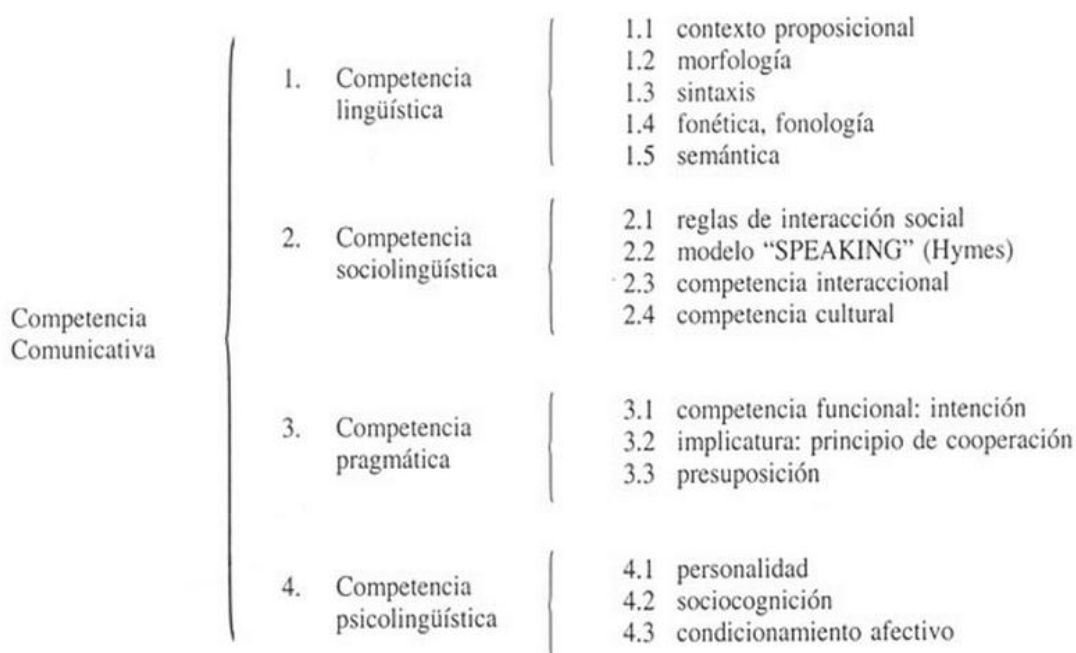 Competencia
Comunicativa
1. Competencia
lingüística
1.1 contexto proposicional
1.2 morfología
1.3 sintaxis
1.4 fonética, fonología
1.5 semántica
2. Competencia
sociolingüística
2.1 reglas de interacción social
2.2 modelo “SPEAKING” (Hymes)
2.3 competencia interaccional
2.4 competencia cultural
3. Competencia
pragmática
3.1 competencia funcional: intención
3.2 implicatura: principio de cooperación
3.3 presuposición
4. Competencia
psicolingüística
4.1 personalidad
4.2 sociocognición
4.3 condicionamiento afectivo